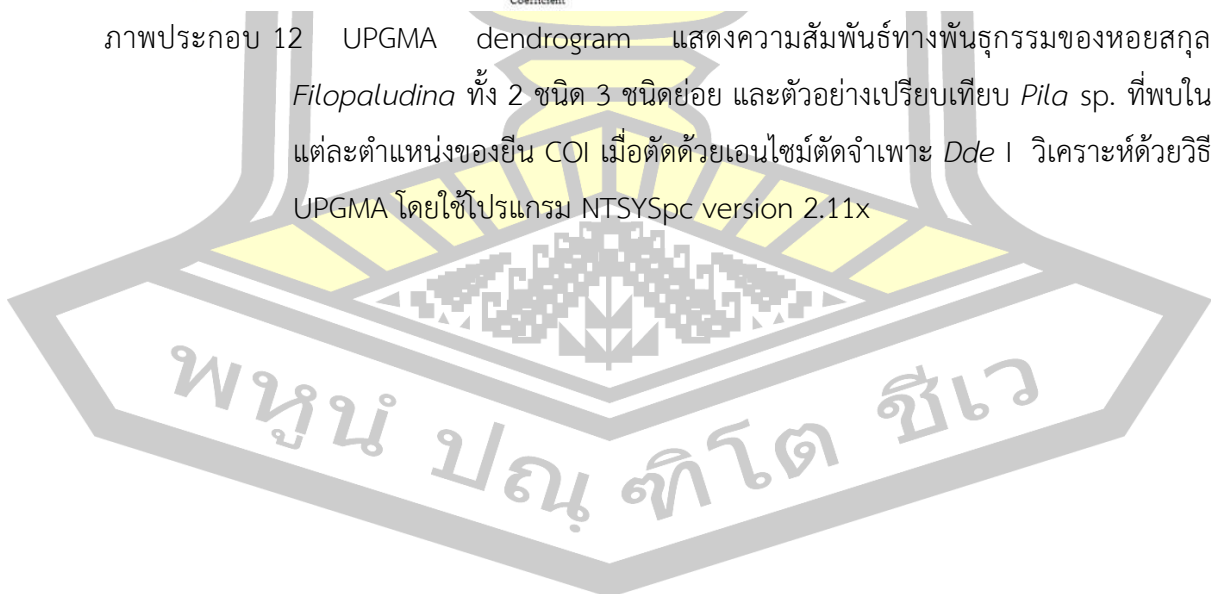 Coefficient
ภาพประกอบ 12 UPGMA dendrogram แสดงความสัมพันธ์ทางพันธุกรรมของหอยสกุล
Filopaludina ทั้ง 2 ชนิด 3 ชนิดย่อย และตัวอย่างเปรียบเทียบ Pila sp. ที่พบใน
แต่ละตำแหน่งของยีน COI เมื่อตัดด้วยเอนไซม์ตัดจำเพาะ Dde I วิเคราะห์ด้วยวิธี
UPGMA โดยใช้โปรแกรม NTSYSpc version 2.11x
พหูนํ ปณฺฑิโต ชีเว